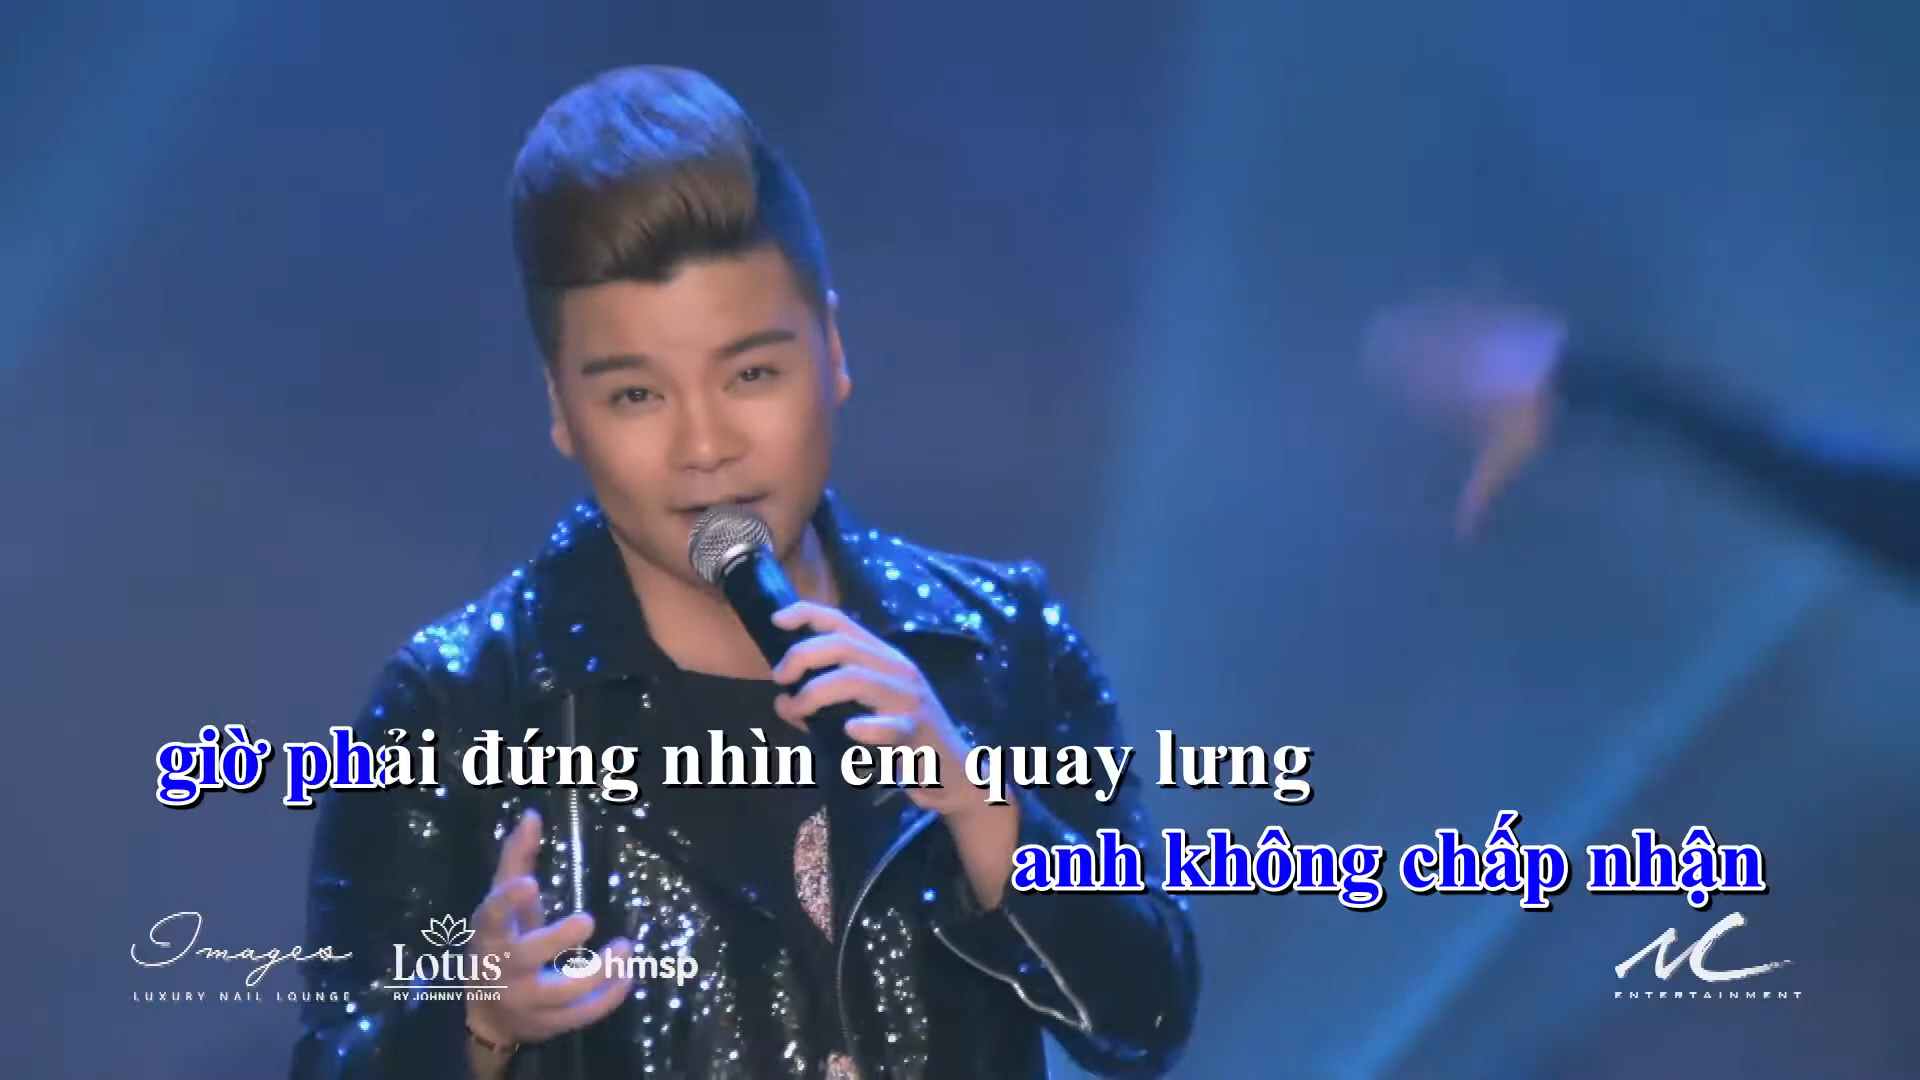 giờ phải đứng nhìn em quay lưng
anh không chấp nhận
Images
LUXURY NAIL LOUNGE
LOTUS®
BY JOHNNY DŨNG
hmsp
MC
ENTERTAINMENT